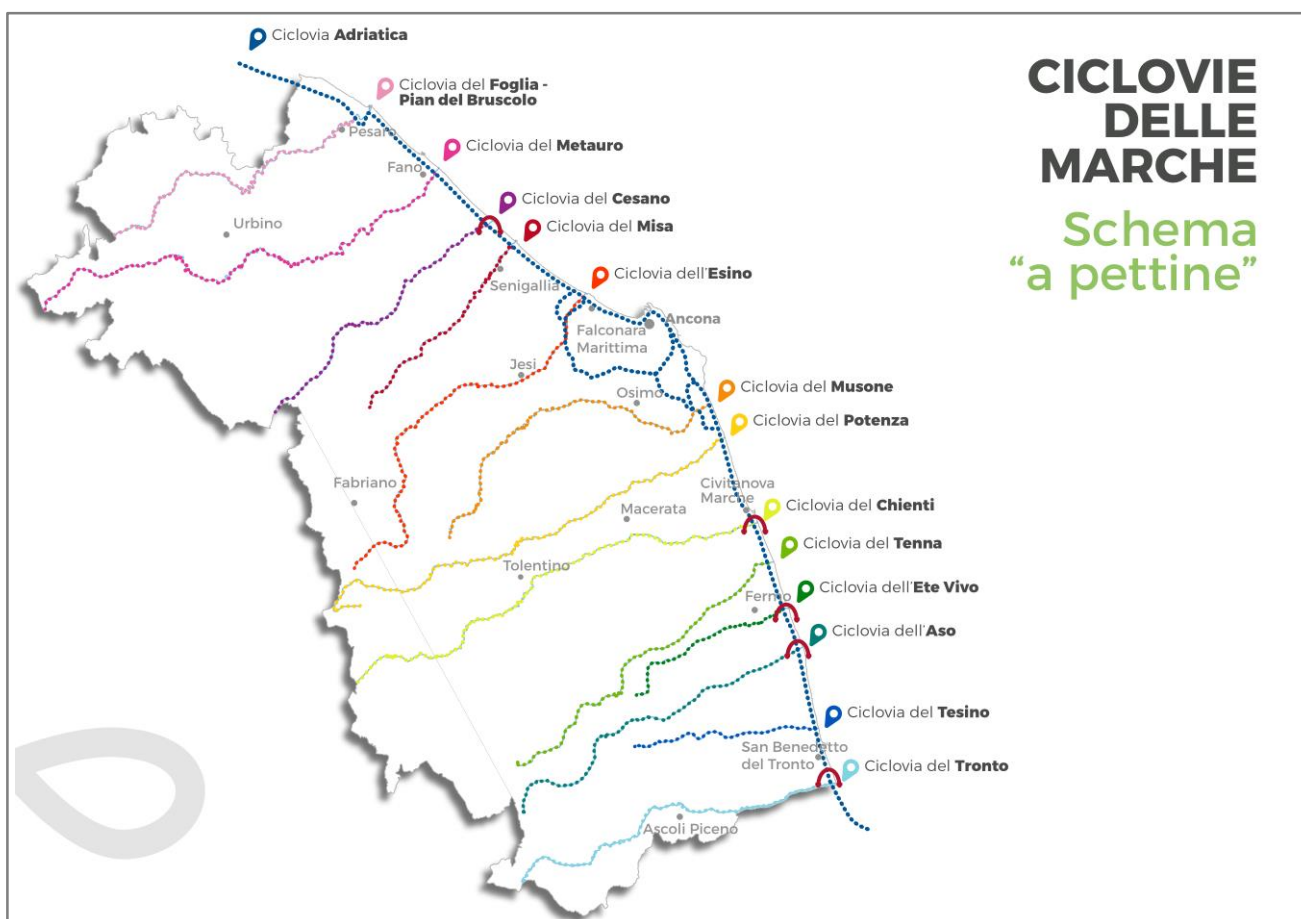 Ciclovia Adriatica
CICLOVIE
DELLE
MARCHE
Schema
“a pettine”
Ciclovia del Foglia -
Pian del Bruscolo
Pesaro
Ciclovia del Metauro
Fano
Ciclovia del Cesano
Urbino
Ciclovia del Misa
Senigallia
Ciclovia dell'Esino
Ancona
Falconara
Marittima
Jesi
Osimo
Ciclovia del Musone
Ciclovia del Potenza
Fabriano
Civitanova
Marche
Macerata
Ciclovia del Chienti
Ciclovia del Tenna
Tolentino
Fermo
Ciclovia dell'Ete Vivo
Ciclovia dell'Aso
Ciclovia del Tesino
San Benedetto
del Tronto
Ciclovia del Tronto
Ascoli Piceno